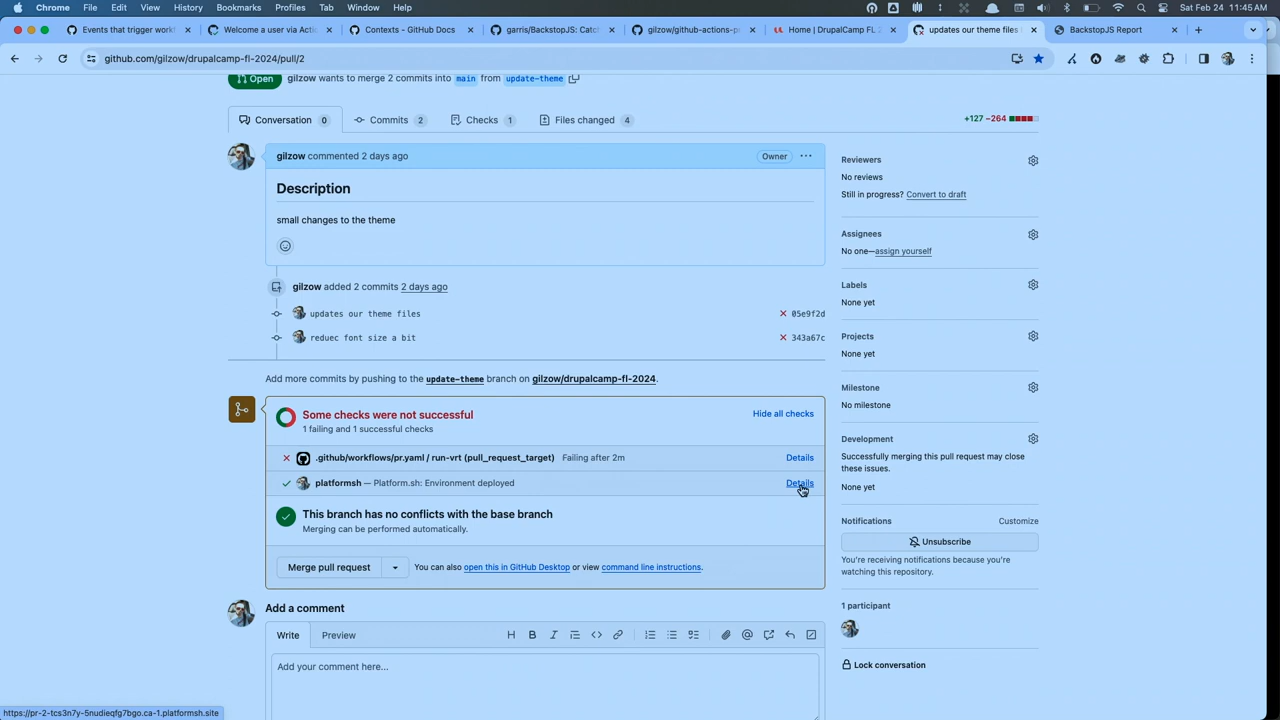 Chrome File Edit View History Bookmarks Profiles Tab Window Help
Sat Feb 24 11:45 AM
Events that trigger workf
Welcome a user via Actio
Contexts - GitHub Docs
garris/BackstopJS: Catc
gilzow/github-actions-pr
Home | DrupalCamp FL 2
updates our theme files
BackstopJS Report
github.com/gilzow/drupalcamp-fl-2024/pull/2
Open
gilzow wants to merge 2 commits into main from update-theme
Conversation 0
Commits 2
Checks 1
Files changed 4
+127 −264
gilzow commented 2 days ago
Owner
Description
small changes to the theme
gilzow added 2 commits 2 days ago
updates our theme files
05e9f2d
reduec font size a bit
343a67c
Add more commits by pushing to the update-theme branch on gilzow/drupalcamp-fl-2024.
Some checks were not successful
1 failing and 1 successful checks
Hide all checks
.github/workflows/pr.yaml / run-vrt (pull_request_target) Failing after 2m
Details
platformsh — Platform.sh: Environment deployed
Details
This branch has no conflicts with the base branch
Merging can be performed automatically.
Merge pull request
You can also open this in GitHub Desktop or view command line instructions.
Add a comment
Write
Preview
Add your comment here...
Reviewers
No reviews
Still in progress? Convert to draft
Assignees
No one—assign yourself
Labels
None yet
Projects
None yet
Milestone
No milestone
Development
Successfully merging this pull request may close
these issues.
None yet
Notifications
Customize
Unsubscribe
You're receiving notifications because you're
watching this repository.
1 participant
Lock conversation
https://pr-2-tcs3n7y-5nudieqfg7bgo.ca-1.platformsh.site